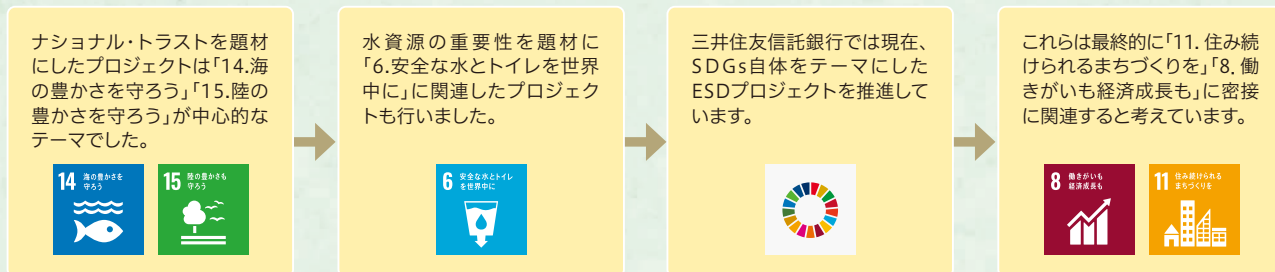 ナショナル・トラストを題材
にしたプロジェクトは「14.海
の豊かさを守ろう」「15.陸の
豊かさを守ろう」が中心的な
テーマでした。
14 海の豊かさを
守ろう
15 陸の豊かさも
守ろう
水資源の重要性を題材に
「6.安全な水とトイレを世界
中に」に関連したプロジェク
トも行いました。
6 安全な水とトイレ
を世界中に
三井住友信託銀行では現在、
SDGs自体をテーマにした
ESDプロジェクトを推進して
います。
これらは最終的に「11. 住み続
けられるまちづくりを」「8. 働
きがいも経済成長も」に密接
に関連すると考えています。
8 働きがいも
経済成長も
11 住み続けられる
まちづくりを